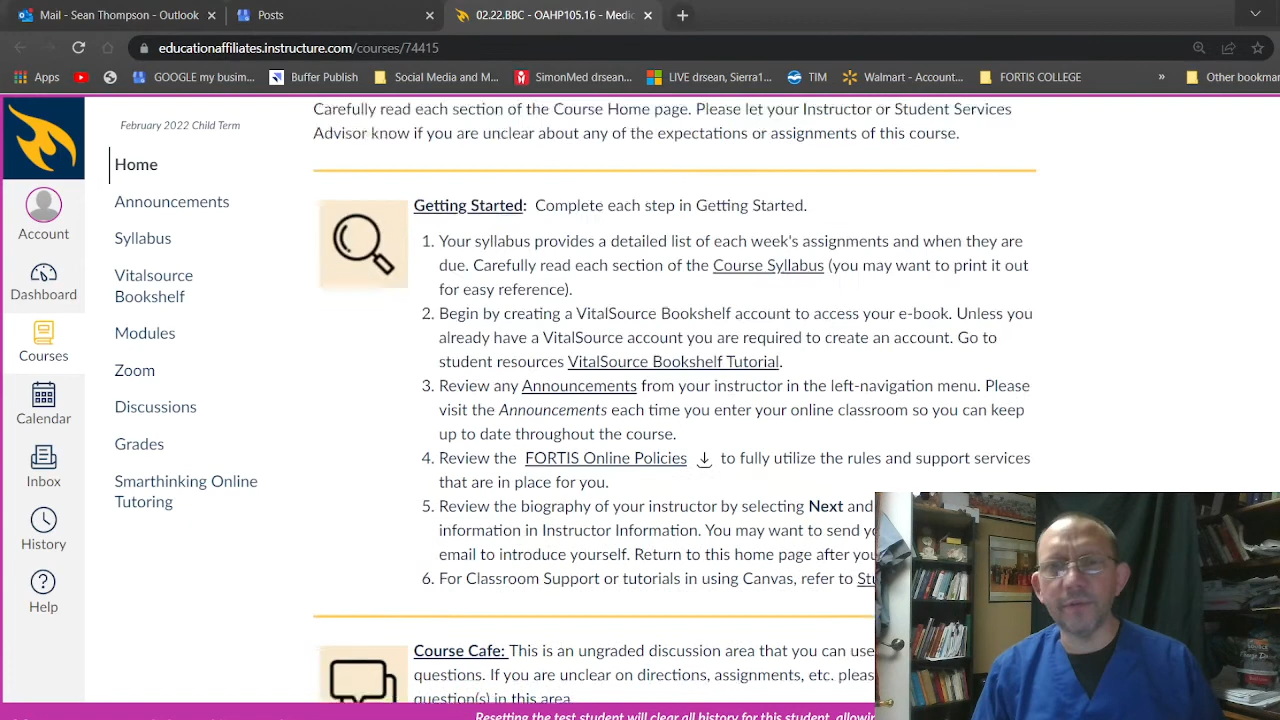 Mail - Sean Thompson - Outlook
Posts
02.22.BBC - OAHP105.16 - Medic
educationaffiliates.instructure.com/courses/74415
Apps
GOOGLE my busim...
Buffer Publish
Social Media and M...
SimonMed drsean...
LIVE drsean, Sierra1...
TIM
Walmart - Account...
FORTIS COLLEGE
»
Other bookmar
February 2022 Child Term
Home
Announcements
Syllabus
Vitalsource
Bookshelf
Modules
Zoom
Discussions
Grades
Smarthinking Online
Tutoring
Account
Dashboard
Courses
Calendar
Inbox
History
Help
Carefully read each section of the Course Home page. Please let your Instructor or Student Services
Advisor know if you are unclear about any of the expectations or assignments of this course.
Getting Started: Complete each step in Getting Started.
1. Your syllabus provides a detailed list of each week's assignments and when they are
due. Carefully read each section of the Course Syllabus (you may want to print it out
for easy reference).
2. Begin by creating a VitalSource Bookshelf account to access your e-book. Unless you
already have a VitalSource account you are required to create an account. Go to
student resources VitalSource Bookshelf Tutorial.
3. Review any Announcements from your instructor in the left-navigation menu. Please
visit the Announcements each time you enter your online classroom so you can keep
up to date throughout the course.
4. Review the FORTIS Online Policies to fully utilize the rules and support services
that are in place for you.
5. Review the biography of your instructor by selecting Next and
information in Instructor Information. You may want to send yo
email to introduce yourself. Return to this home page after you
6. For Classroom Support or tutorials in using Canvas, refer to Stu
Course Cafe: This is an ungraded discussion area that you can use
questions. If you are unclear on directions, assignments, etc. pleas
question(s) in this area.
Resetting the test student will clear all history for this student, allowin